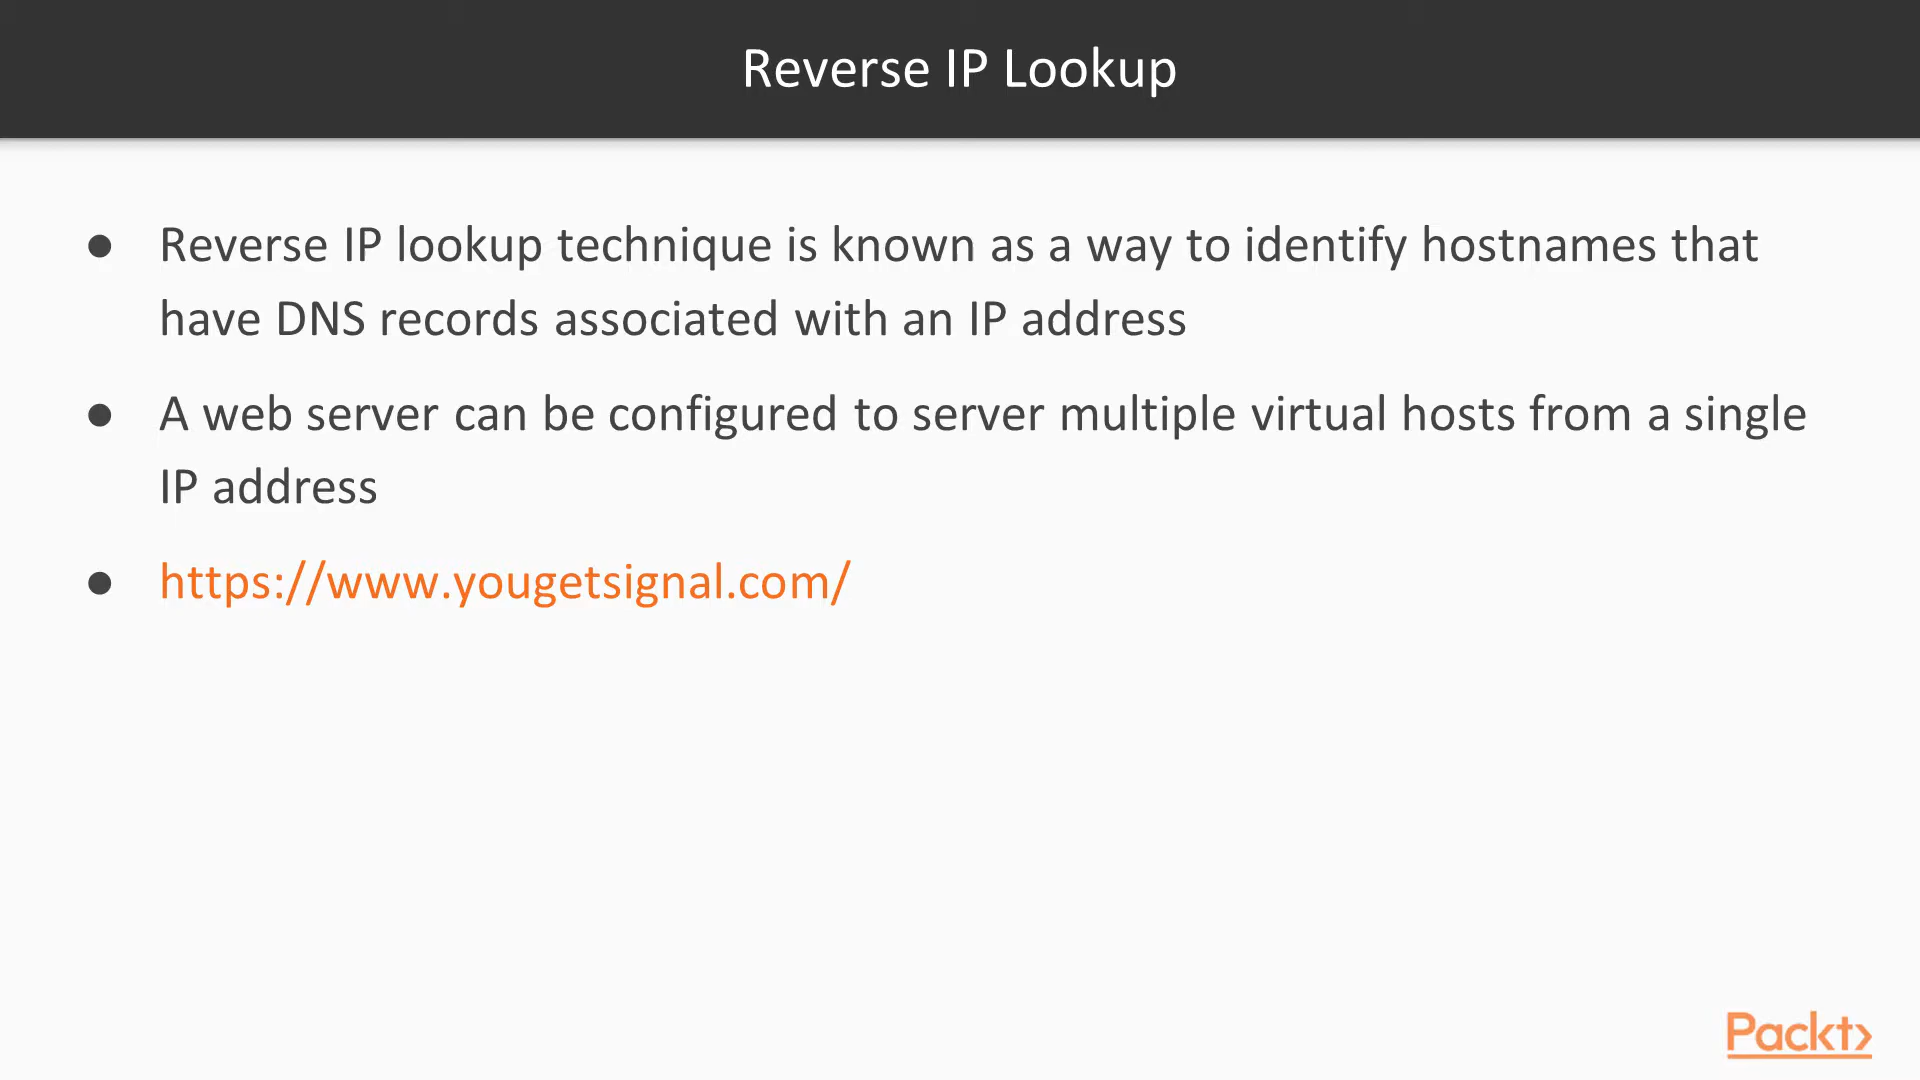 Reverse IP Lookup
● Reverse IP lookup technique is known as a way to identify hostnames that
have DNS records associated with an IP address
● A web server can be configured to server multiple virtual hosts from a single
IP address
● https://www.yougetsignal.com/
Packt>